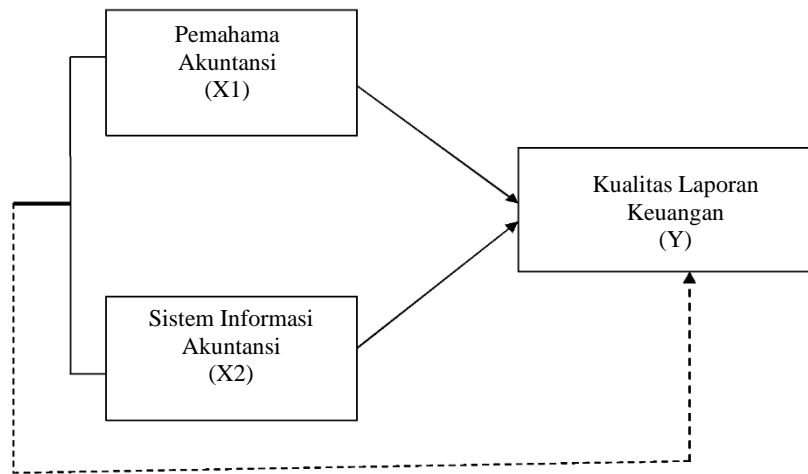 Pemahama
Akuntansi
(X1)
Kualitas Laporan
Keuangan
(Y)
Sistem Informasi
Akuntansi
(X2)